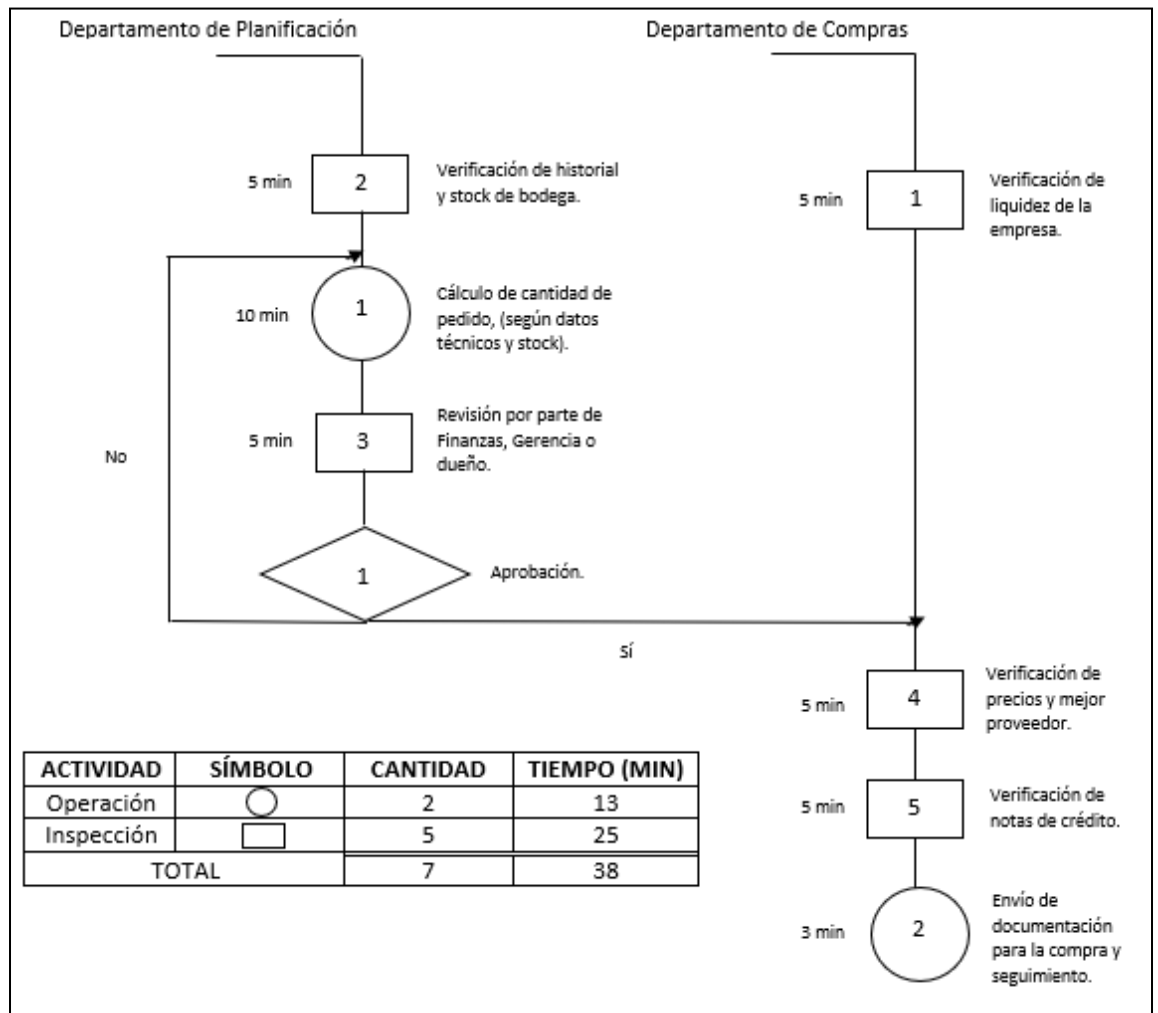 Departamento de Planificación
Departamento de Compras
5 min
2
Verificación de historial
y stock de bodega.
5 min
1
Verificación de
liquidez de la
empresa.
10 min
1
Cálculo de cantidad de
pedido, (según datos
técnicos y stock).
5 min
3
Revisión por parte de
Finanzas, Gerencia o
dueño.
No
1
Aprobación.
Sí
5 min
4
Verificación de
precios y mejor
proveedor.
5 min
5
Verificación de
notas de crédito.
3 min
2
Envío de
documentación
para la compra y
seguimiento.
ACTIVIDAD SÍMBOLO CANTIDAD TIEMPO (MIN)
Operación 2 13
Inspección 5 25
TOTAL 7 38